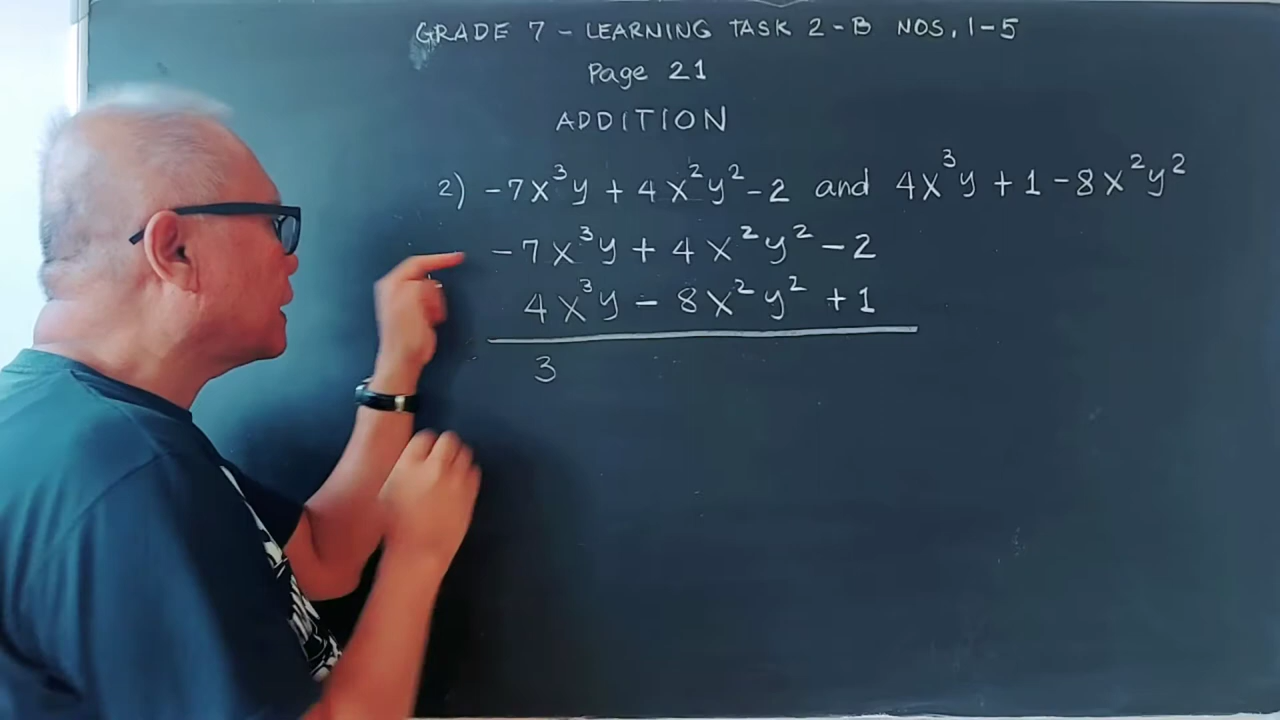 GRADE 7 - LEARNING TASK 2-B NOS. 1-5
Page 21
ADDITION
2) -7x³y + 4x²y² - 2 and 4x³y + 1 - 8x²y²
-7x³y + 4x²y² - 2
4x³y - 8x²y² + 1
3